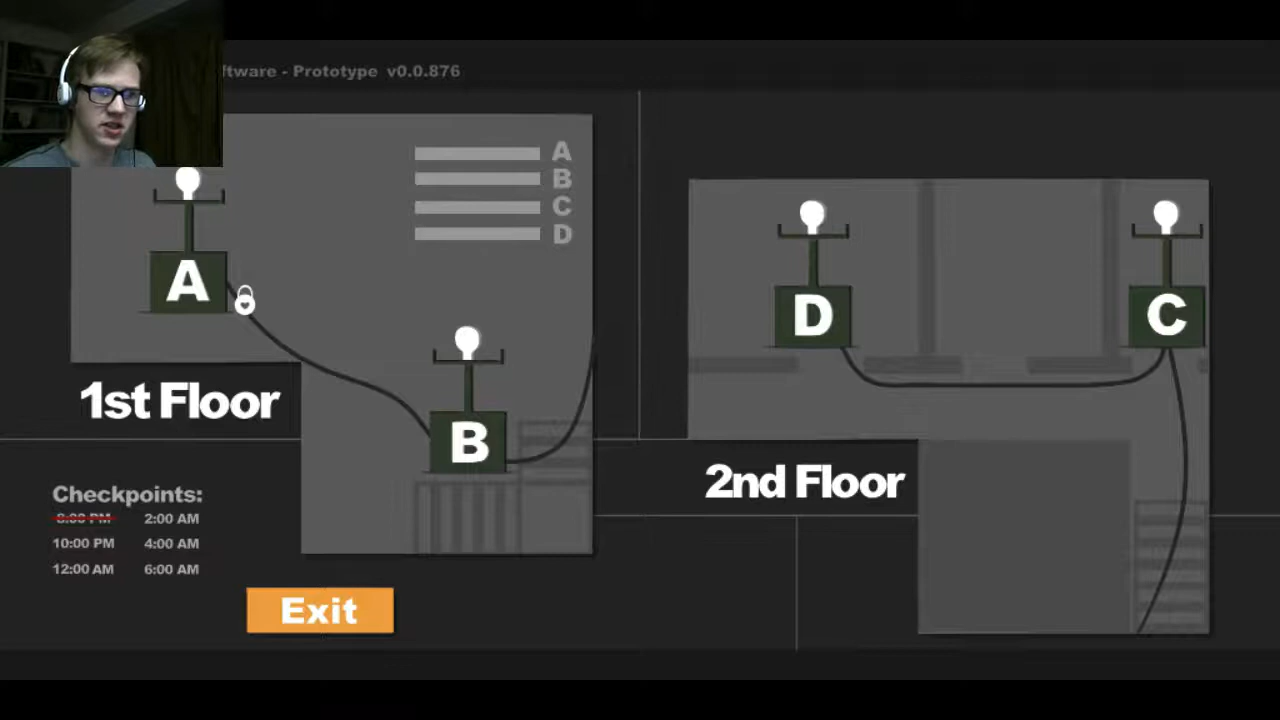 ftware - Prototype v0.0.876
A
B
C
D
A
B
D
C
1st Floor
2nd Floor
Checkpoints:
8:00 PM 2:00 AM
10:00 PM 4:00 AM
12:00 AM 6:00 AM
Exit